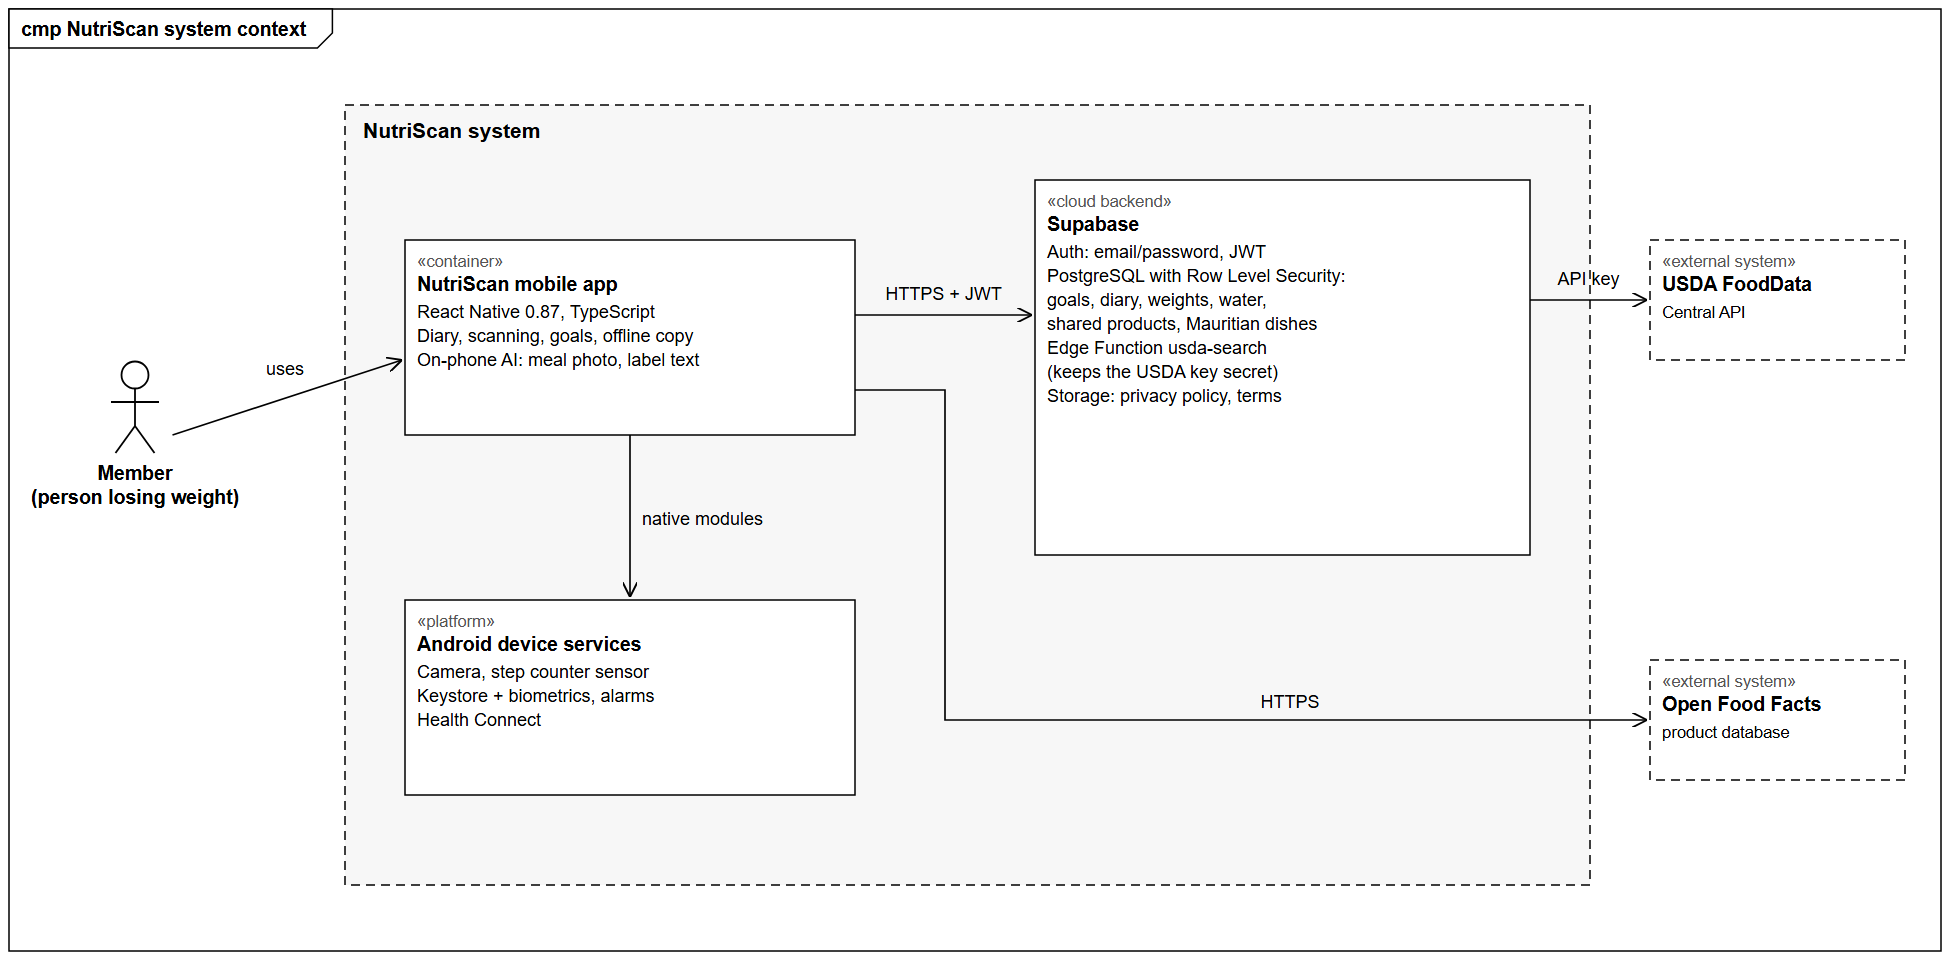 cmp NutriScan system context
NutriScan system
«container»
NutriScan mobile app
React Native 0.87, TypeScript
Diary, scanning, goals, offline copy
On-phone AI: meal photo, label text
uses
Member
(person losing weight)
HTTPS + JWT
«cloud backend»
Supabase
Auth: email/password, JWT
PostgreSQL with Row Level Security:
goals, diary, weights, water,
shared products, Mauritian dishes
Edge Function usda-search
(keeps the USDA key secret)
Storage: privacy policy, terms
API key
«external system»
USDA FoodData
Central API
native modules
«platform»
Android device services
Camera, step counter sensor
Keystore + biometrics, alarms
Health Connect
HTTPS
«external system»
Open Food Facts
product database